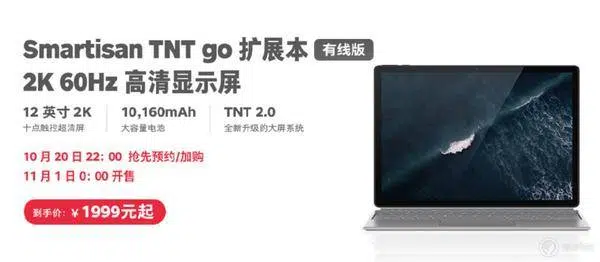 Smartisan TNT go 扩展本 有线版
2K 60Hz 高清显示屏
12 英寸 2K 10,160mAh TNT 2.0
十点触控超清屏 大容量电池 全新升级的大屏系统
10 月 20 日 22: 00 抢先预约/加购
11 月 1 日 0: 00 开售
到手价: ¥ 1999元起